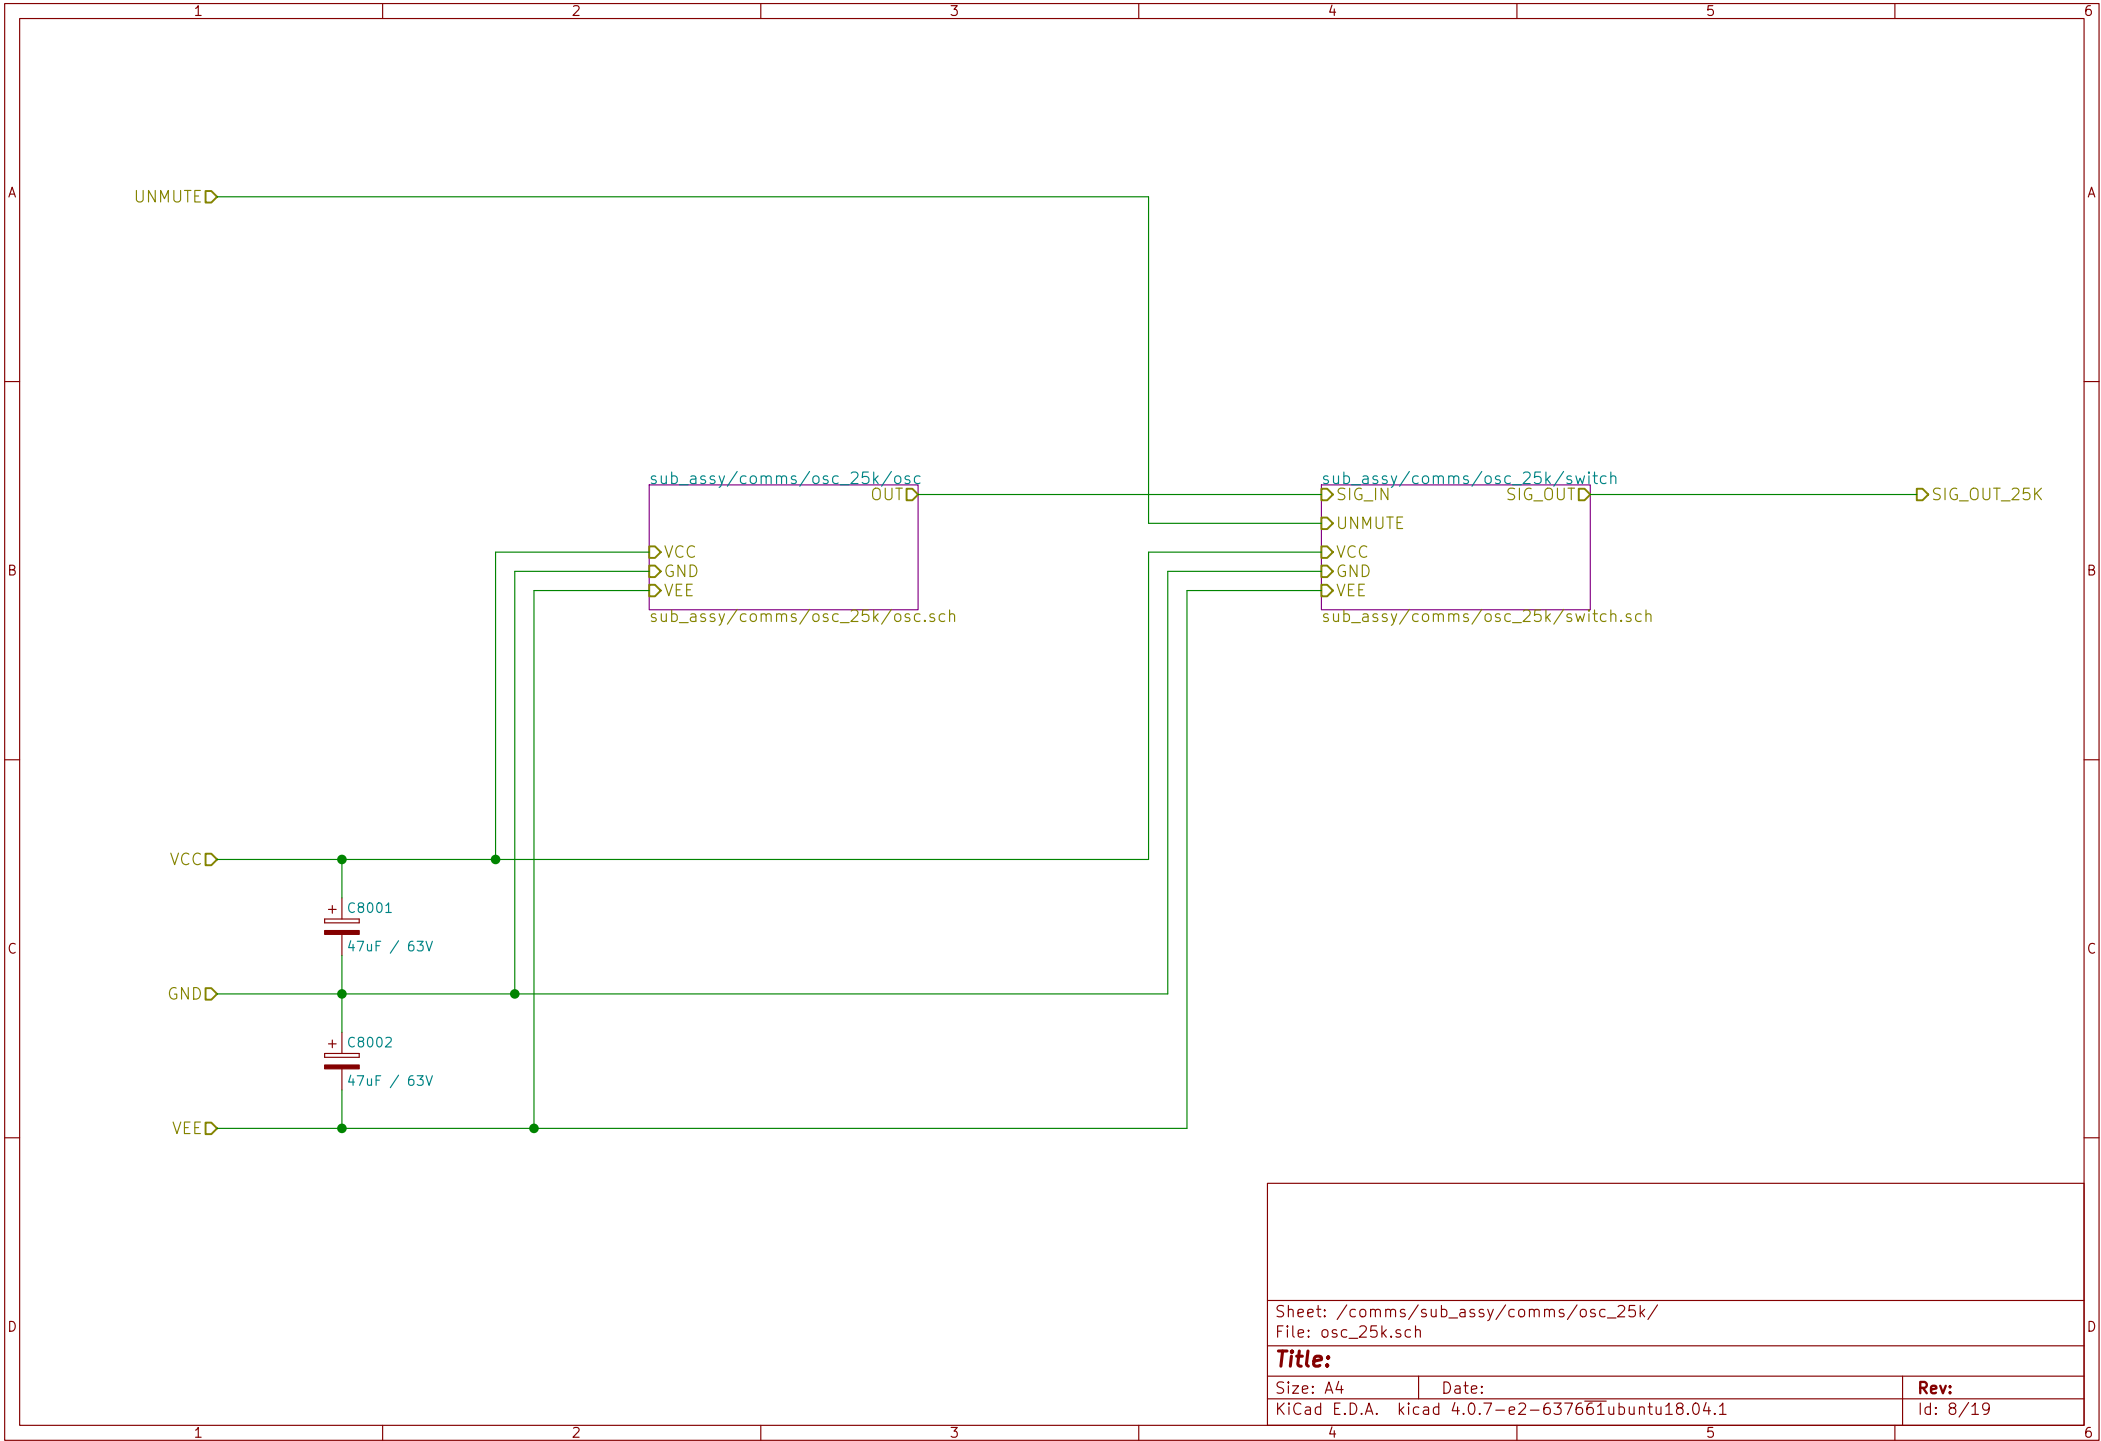 1 2 3 4 5 6
A A
UNMUTE
sub_assy/comms/osc_25k/osc
OUT
VCC
GND
VEE
sub_assy/comms/osc_25k/osc.sch
sub_assy/comms/osc_25k/switch
SIG_IN SIG_OUT
UNMUTE
VCC
GND
VEE
sub_assy/comms/osc_25k/switch.sch
SIG_OUT_25K
B B
VCC
+ C8001
47uF / 63V
C C
GND
+ C8002
47uF / 63V
VEE
Sheet: /comms/sub_assy/comms/osc_25k/
File: osc_25k.sch
D D
Title:
Size: A4 Date: Rev:
KiCad E.D.A. kicad 4.0.7-e2-637661ubuntu18.04.1 Id: 8/19
1 2 3 4 5 6